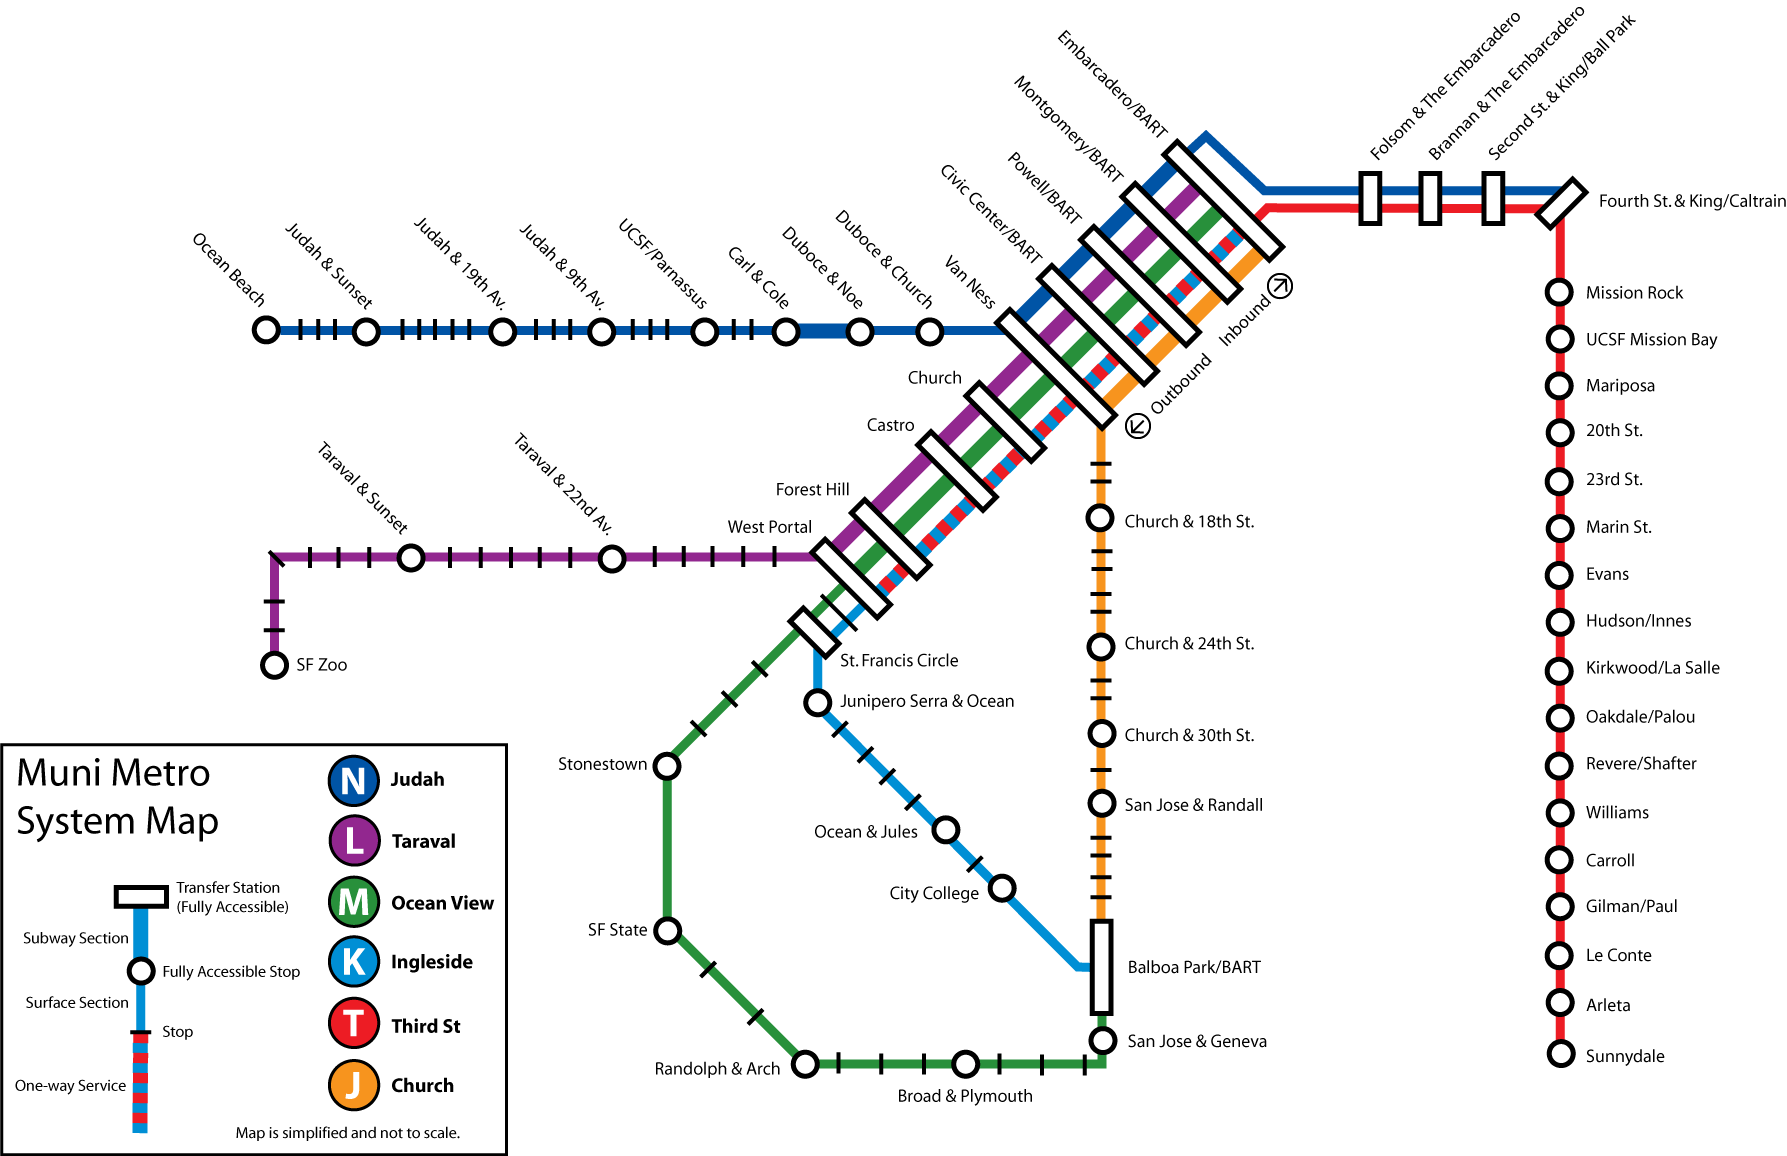 Embarcadero/BART
Montgomery/BART
Powell/BART
Civic Center/BART
Van Ness
Folsom & The Embarcadero
Brannan & The Embarcadero
Second St. & King/Ball Park
Fourth St. & King/Caltrain
Ocean Beach
Judah & Sunset
Judah & 19th Av.
Judah & 9th Av.
UCSF/Parnassus
Carl & Cole
Duboce & Noe
Duboce & Church
Inbound
Outbound
Church
Castro
Forest Hill
West Portal
Taraval & Sunset
Taraval & 22nd Av.
SF Zoo
St. Francis Circle
Junipero Serra & Ocean
Stonestown
Ocean & Jules
City College
SF State
Randolph & Arch
Broad & Plymouth
Church & 18th St.
Church & 24th St.
Church & 30th St.
San Jose & Randall
Balboa Park/BART
San Jose & Geneva
Mission Rock
UCSF Mission Bay
Mariposa
20th St.
23rd St.
Marin St.
Evans
Hudson/Innes
Kirkwood/La Salle
Oakdale/Palou
Revere/Shafter
Williams
Carroll
Gilman/Paul
Le Conte
Arleta
Sunnydale
Muni Metro
System Map
Transfer Station
(Fully Accessible)
Subway Section
Fully Accessible Stop
Surface Section
Stop
One-way Service
N Judah
L Taraval
M Ocean View
K Ingleside
T Third St
J Church
Map is simplified and not to scale.